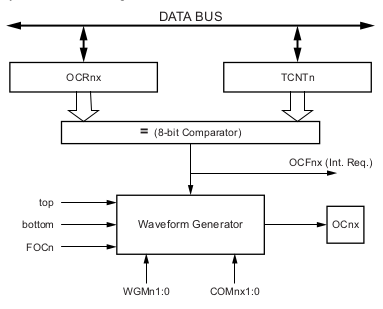 DATA BUS
OCRnx
TCNTn
= (8-bit Comparator)
OCFnx (Int. Req.)
top
bottom
FOCn
Waveform Generator
OCnx
WGMn1:0
COMnx1:0